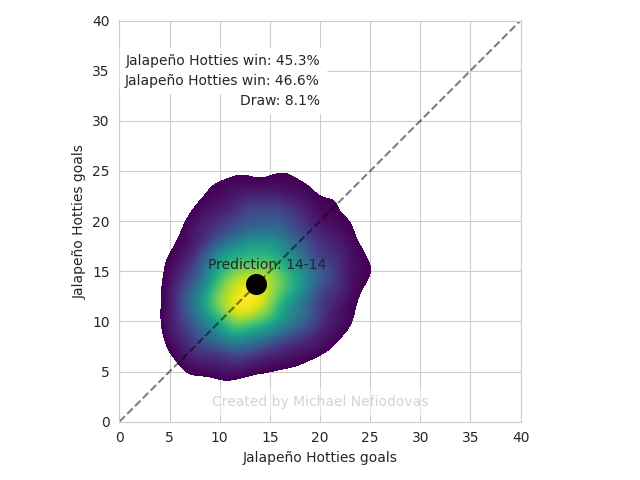 40
35
30
25
20
15
10
5
0
Jalapeño Hotties goals
Jalapeño Hotties win: 45.3%
Jalapeño Hotties win: 46.6%
Draw: 8.1%
Prediction: 14-14
Created by Michael Nefiodovas
0 5 10 15 20 25 30 35 40
Jalapeño Hotties goals